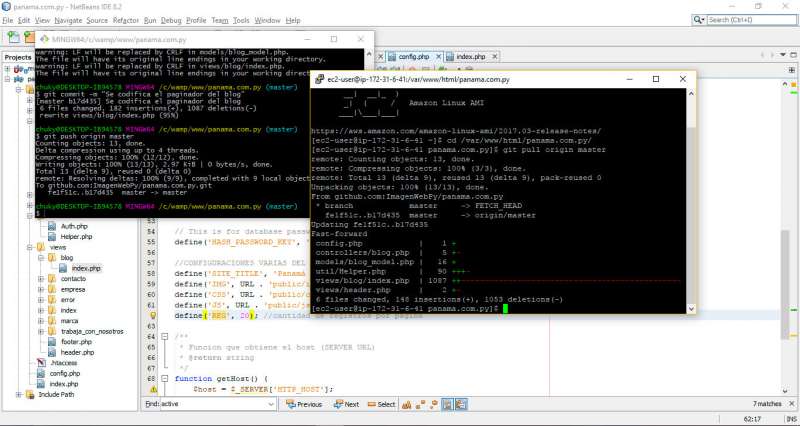 panama.com.py - NetBeans IDE 8.2
File Edit View Navigate Source Refactor Run Debug Profile Team Tools Window Help
Search (Ctrl+I)
MINGW64:/c/wamp/www/panama.com.py
Projects
config.php
index.php
warning: LF will be replaced by CRLF in models/blog_model.php.
The file will have its original line endings in your working directory.
warning: LF will be replaced by CRLF in views/blog/index.php.
The file will have its original line endings in your working directory.
chuky@DESKTOP-IB94578 MINGW64 /c/wamp/www/panama.com.py (master)
$ git commit -m "Se codifica el paginador del blog"
[master b17d435] Se codifica el paginador del blog
6 files changed, 182 insertions(+), 1087 deletions(-)
rewrite views/blog/index.php (95%)
chuky@DESKTOP-IB94578 MINGW64 /c/wamp/www/panama.com.py (master)
$ git push origin master
Counting objects: 13, done.
Delta compression using up to 4 threads.
Compressing objects: 100% (12/12), done.
Writing objects: 100% (13/13), 2.97 KiB | 0 bytes/s, done.
Total 13 (delta 9), reused 0 (delta 0)
remote: Resolving deltas: 100% (9/9), completed with 9 local objects
To github.com:ImagenWebPy/panama.com.py.git
fe1f51c..b17d435 master -> master
chuky@DESKTOP-IB94578 MINGW64 /c/wamp/www/panama.com.py (master)
$
ec2-user@ip-172-31-6-41:/var/www/html/panama.com.py
Amazon Linux AMI
https://aws.amazon.com/amazon-linux-ami/2017.03-release-notes/
[ec2-user@ip-172-31-6-41 ~]$ cd /var/www/html/panama.com.py/
[ec2-user@ip-172-31-6-41 panama.com.py]$ git pull origin master
remote: Counting objects: 13, done.
remote: Compressing objects: 100% (3/3), done.
remote: Total 13 (delta 9), reused 13 (delta 9), pack-reused 0
Unpacking objects: 100% (13/13), done.
From github.com:ImagenWebPy/panama.com.py
* branch master -> FETCH_HEAD
fe1f51c..b17d435 master -> origin/master
Updating fe1f51c..b17d435
Fast-forward
config.php | 1 +
controllers/blog.php | 5 +-
models/blog_model.php | 16 +
util/Helper.php | 90 +++-
views/blog/index.php | 1087 ++-----------------------------------
views/header.php | 2 +-
6 files changed, 148 insertions(+), 1053 deletions(-)
[ec2-user@ip-172-31-6-41 panama.com.py]$
Auth.php
Helper.php
views
blog
index.php
contacto
empresa
error
index
marca
trabaja_con_nosotros
footer.php
header.php
.htaccess
config.php
index.php
Include Path
53
54
// This is for database passwor
55
define('HASH_PASSWORD_KEY', '
56
57
//CONFIGURACIONES VARIAS DEL
58
define('SITE_TITLE', 'Panamá
59
define('IMG', URL . 'public/i
60
define('CSS', URL . 'public/c
61
define('JS', URL . 'public/js
define('REG', 20); //cantidad de registros por pagina
63
64
/**
65
* Funcion que obtiene el host (SERVER URL)
66
* @return string
67
*/
68
function getHost() {
$host = $_SERVER['HTTP_HOST'];
Find: active
Previous
Next
Select
7 matches
62:17
INS